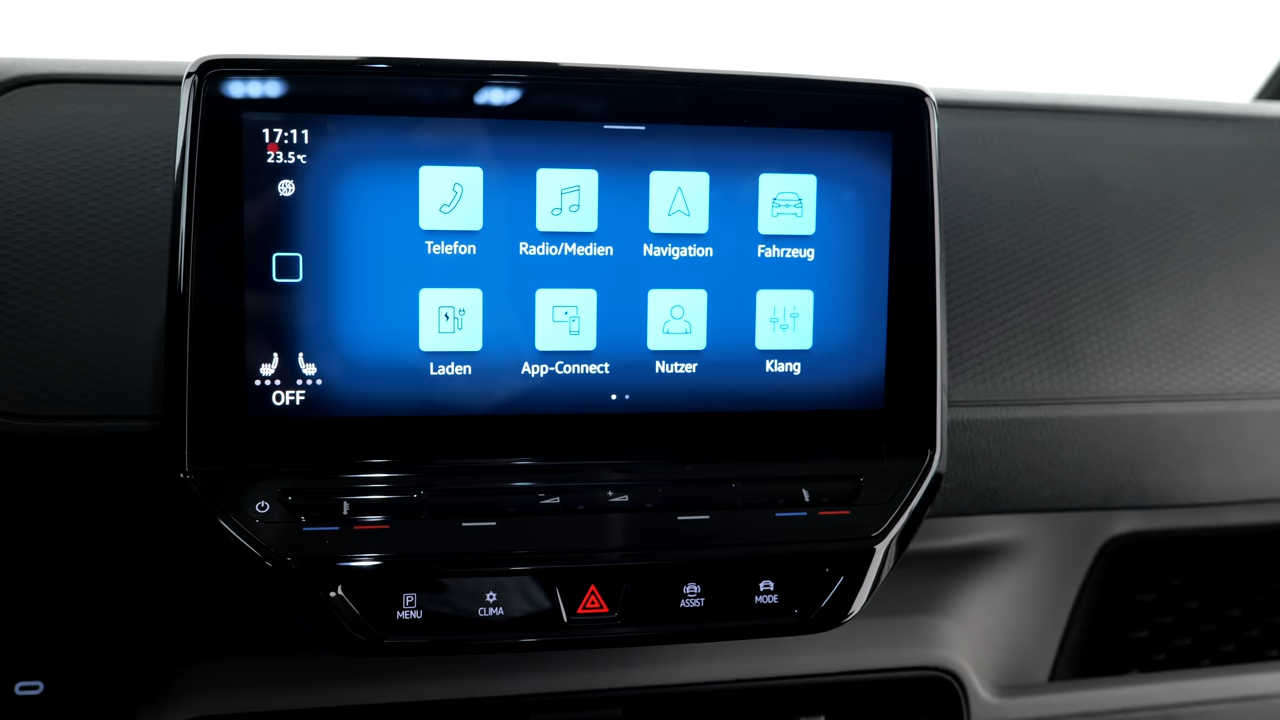 17:11
23.5°C
Telefon
Radio/Medien
Navigation
Fahrzeug
Laden
App-Connect
Nutzer
Klang
OFF
P
MENU
CLIMA
ASSIST
MODE